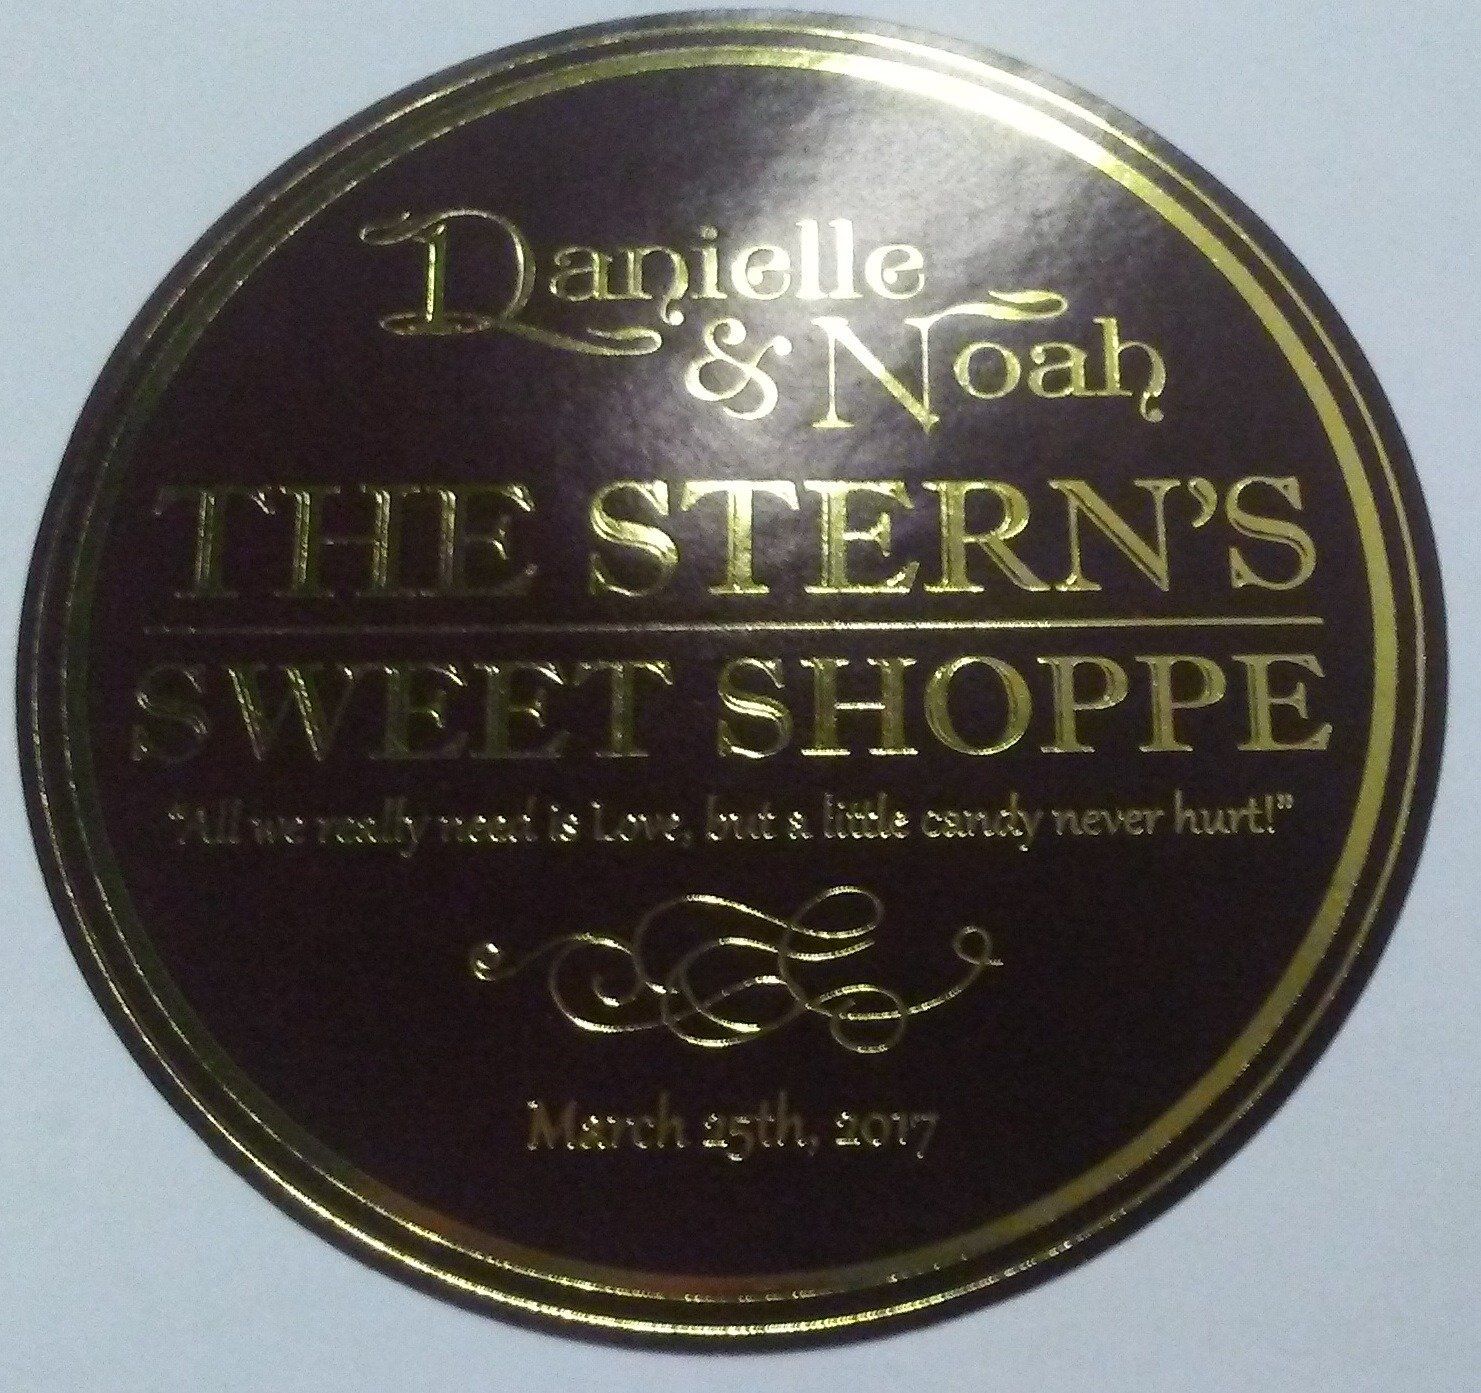 Danielle
& Noah
THE STERN'S
SWEET SHOPPE
"All we really need is Love, but a little candy never hurt!"
March 25th, 2017